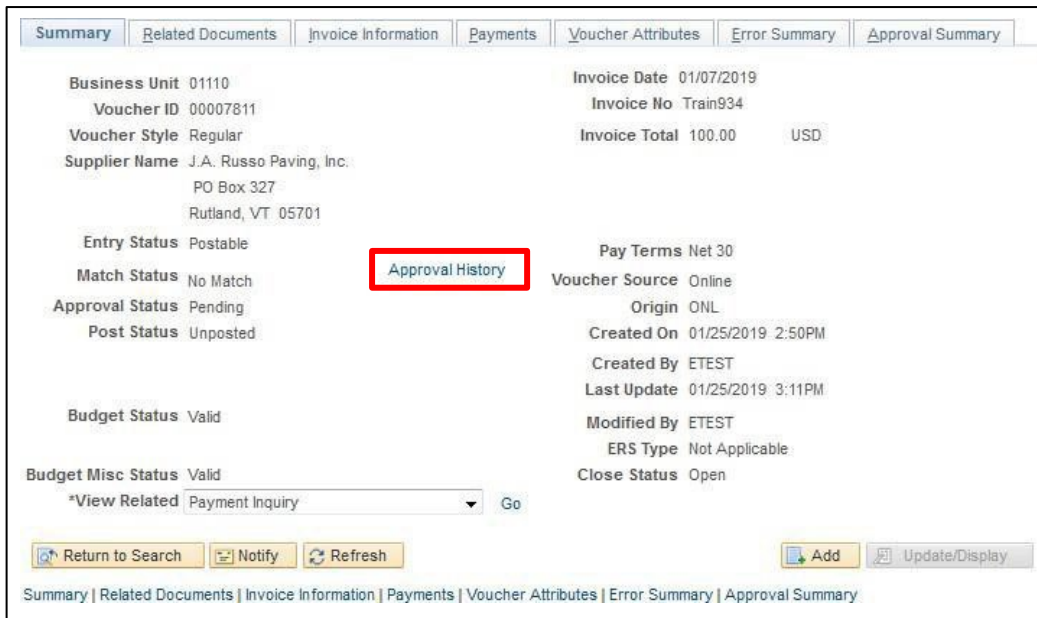 Summary Related Documents Invoice Information Payments Voucher Attributes Error Summary Approval Summary
Business Unit 01110
Invoice Date 01/07/2019
Voucher ID 00007811
Invoice No Train934
Voucher Style Regular
Invoice Total 100.00 USD
Supplier Name J.A. Russo Paving, Inc.
PO Box 327
Rutland, VT 05701
Entry Status Postable
Pay Terms Net 30
Match Status No Match
Approval History
Voucher Source Online
Approval Status Pending
Origin ONL
Post Status Unposted
Created On 01/25/2019 2:50PM
Created By ETEST
Last Update 01/25/2019 3:11PM
Budget Status Valid
Modified By ETEST
ERS Type Not Applicable
Budget Misc Status Valid
Close Status Open
*View Related Payment Inquiry Go
Return to Search Notify Refresh Add Update/Display
Summary | Related Documents | Invoice Information | Payments | Voucher Attributes | Error Summary | Approval Summary